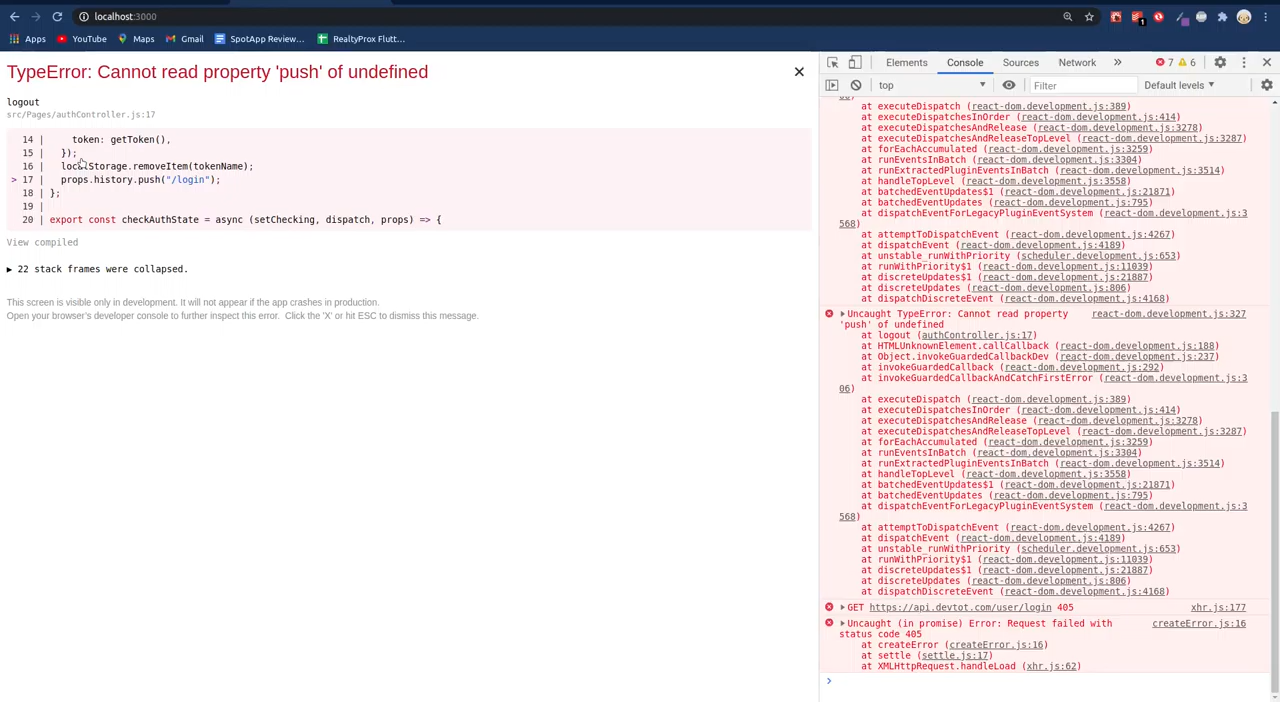 localhost:3000
1
Apps YouTube Maps Gmail SpotApp Review... RealtyProx Flutt...
TypeError: Cannot read property 'push' of undefined
logout
src/Pages/authController.js:17
14 | token: getToken(),
15 | });
16 | localStorage.removeItem(tokenName);
> 17 | props.history.push("/login");
18 | };
19 |
20 | export const checkAuthState = async (setChecking, dispatch, props) => {
View compiled
▶ 22 stack frames were collapsed.
This screen is visible only in development. It will not appear if the app crashes in production.
Open your browser's developer console to further inspect this error. Click the 'X' or hit ESC to dismiss this message.
Elements Console Sources Network » 7 6
top Filter Default levels
06)
at executeDispatch (react-dom.development.js:389)
at executeDispatchesInOrder (react-dom.development.js:414)
at executeDispatchesAndRelease (react-dom.development.js:3278)
at executeDispatchesAndReleaseTopLevel (react-dom.development.js:3287)
at forEachAccumulated (react-dom.development.js:3259)
at runEventsInBatch (react-dom.development.js:3304)
at runExtractedPluginEventsInBatch (react-dom.development.js:3514)
at handleTopLevel (react-dom.development.js:3558)
at batchedEventUpdates$1 (react-dom.development.js:21871)
at batchedEventUpdates (react-dom.development.js:795)
at dispatchEventForLegacyPluginEventSystem (react-dom.development.js:3
568)
at attemptToDispatchEvent (react-dom.development.js:4267)
at dispatchEvent (react-dom.development.js:4189)
at unstable_runWithPriority (scheduler.development.js:653)
at runWithPriority$1 (react-dom.development.js:11039)
at discreteUpdates$1 (react-dom.development.js:21887)
at discreteUpdates (react-dom.development.js:806)
at dispatchDiscreteEvent (react-dom.development.js:4168)
▶Uncaught TypeError: Cannot read property react-dom.development.js:327
'push' of undefined
at logout (authController.js:17)
at HTMLUnknownElement.callCallback (react-dom.development.js:188)
at Object.invokeGuardedCallbackDev (react-dom.development.js:237)
at invokeGuardedCallback (react-dom.development.js:292)
at invokeGuardedCallbackAndCatchFirstError (react-dom.development.js:3
06)
at executeDispatch (react-dom.development.js:389)
at executeDispatchesInOrder (react-dom.development.js:414)
at executeDispatchesAndRelease (react-dom.development.js:3278)
at executeDispatchesAndReleaseTopLevel (react-dom.development.js:3287)
at forEachAccumulated (react-dom.development.js:3259)
at runEventsInBatch (react-dom.development.js:3304)
at runExtractedPluginEventsInBatch (react-dom.development.js:3514)
at handleTopLevel (react-dom.development.js:3558)
at batchedEventUpdates$1 (react-dom.development.js:21871)
at batchedEventUpdates (react-dom.development.js:795)
at dispatchEventForLegacyPluginEventSystem (react-dom.development.js:3
568)
at attemptToDispatchEvent (react-dom.development.js:4267)
at dispatchEvent (react-dom.development.js:4189)
at unstable_runWithPriority (scheduler.development.js:653)
at runWithPriority$1 (react-dom.development.js:11039)
at discreteUpdates$1 (react-dom.development.js:21887)
at discreteUpdates (react-dom.development.js:806)
at dispatchDiscreteEvent (react-dom.development.js:4168)
▶GET https://api.devtot.com/user/login 405 xhr.js:177
▶Uncaught (in promise) Error: Request failed with createError.js:16
status code 405
at createError (createError.js:16)
at settle (settle.js:17)
at XMLHttpRequest.handleLoad (xhr.js:62)